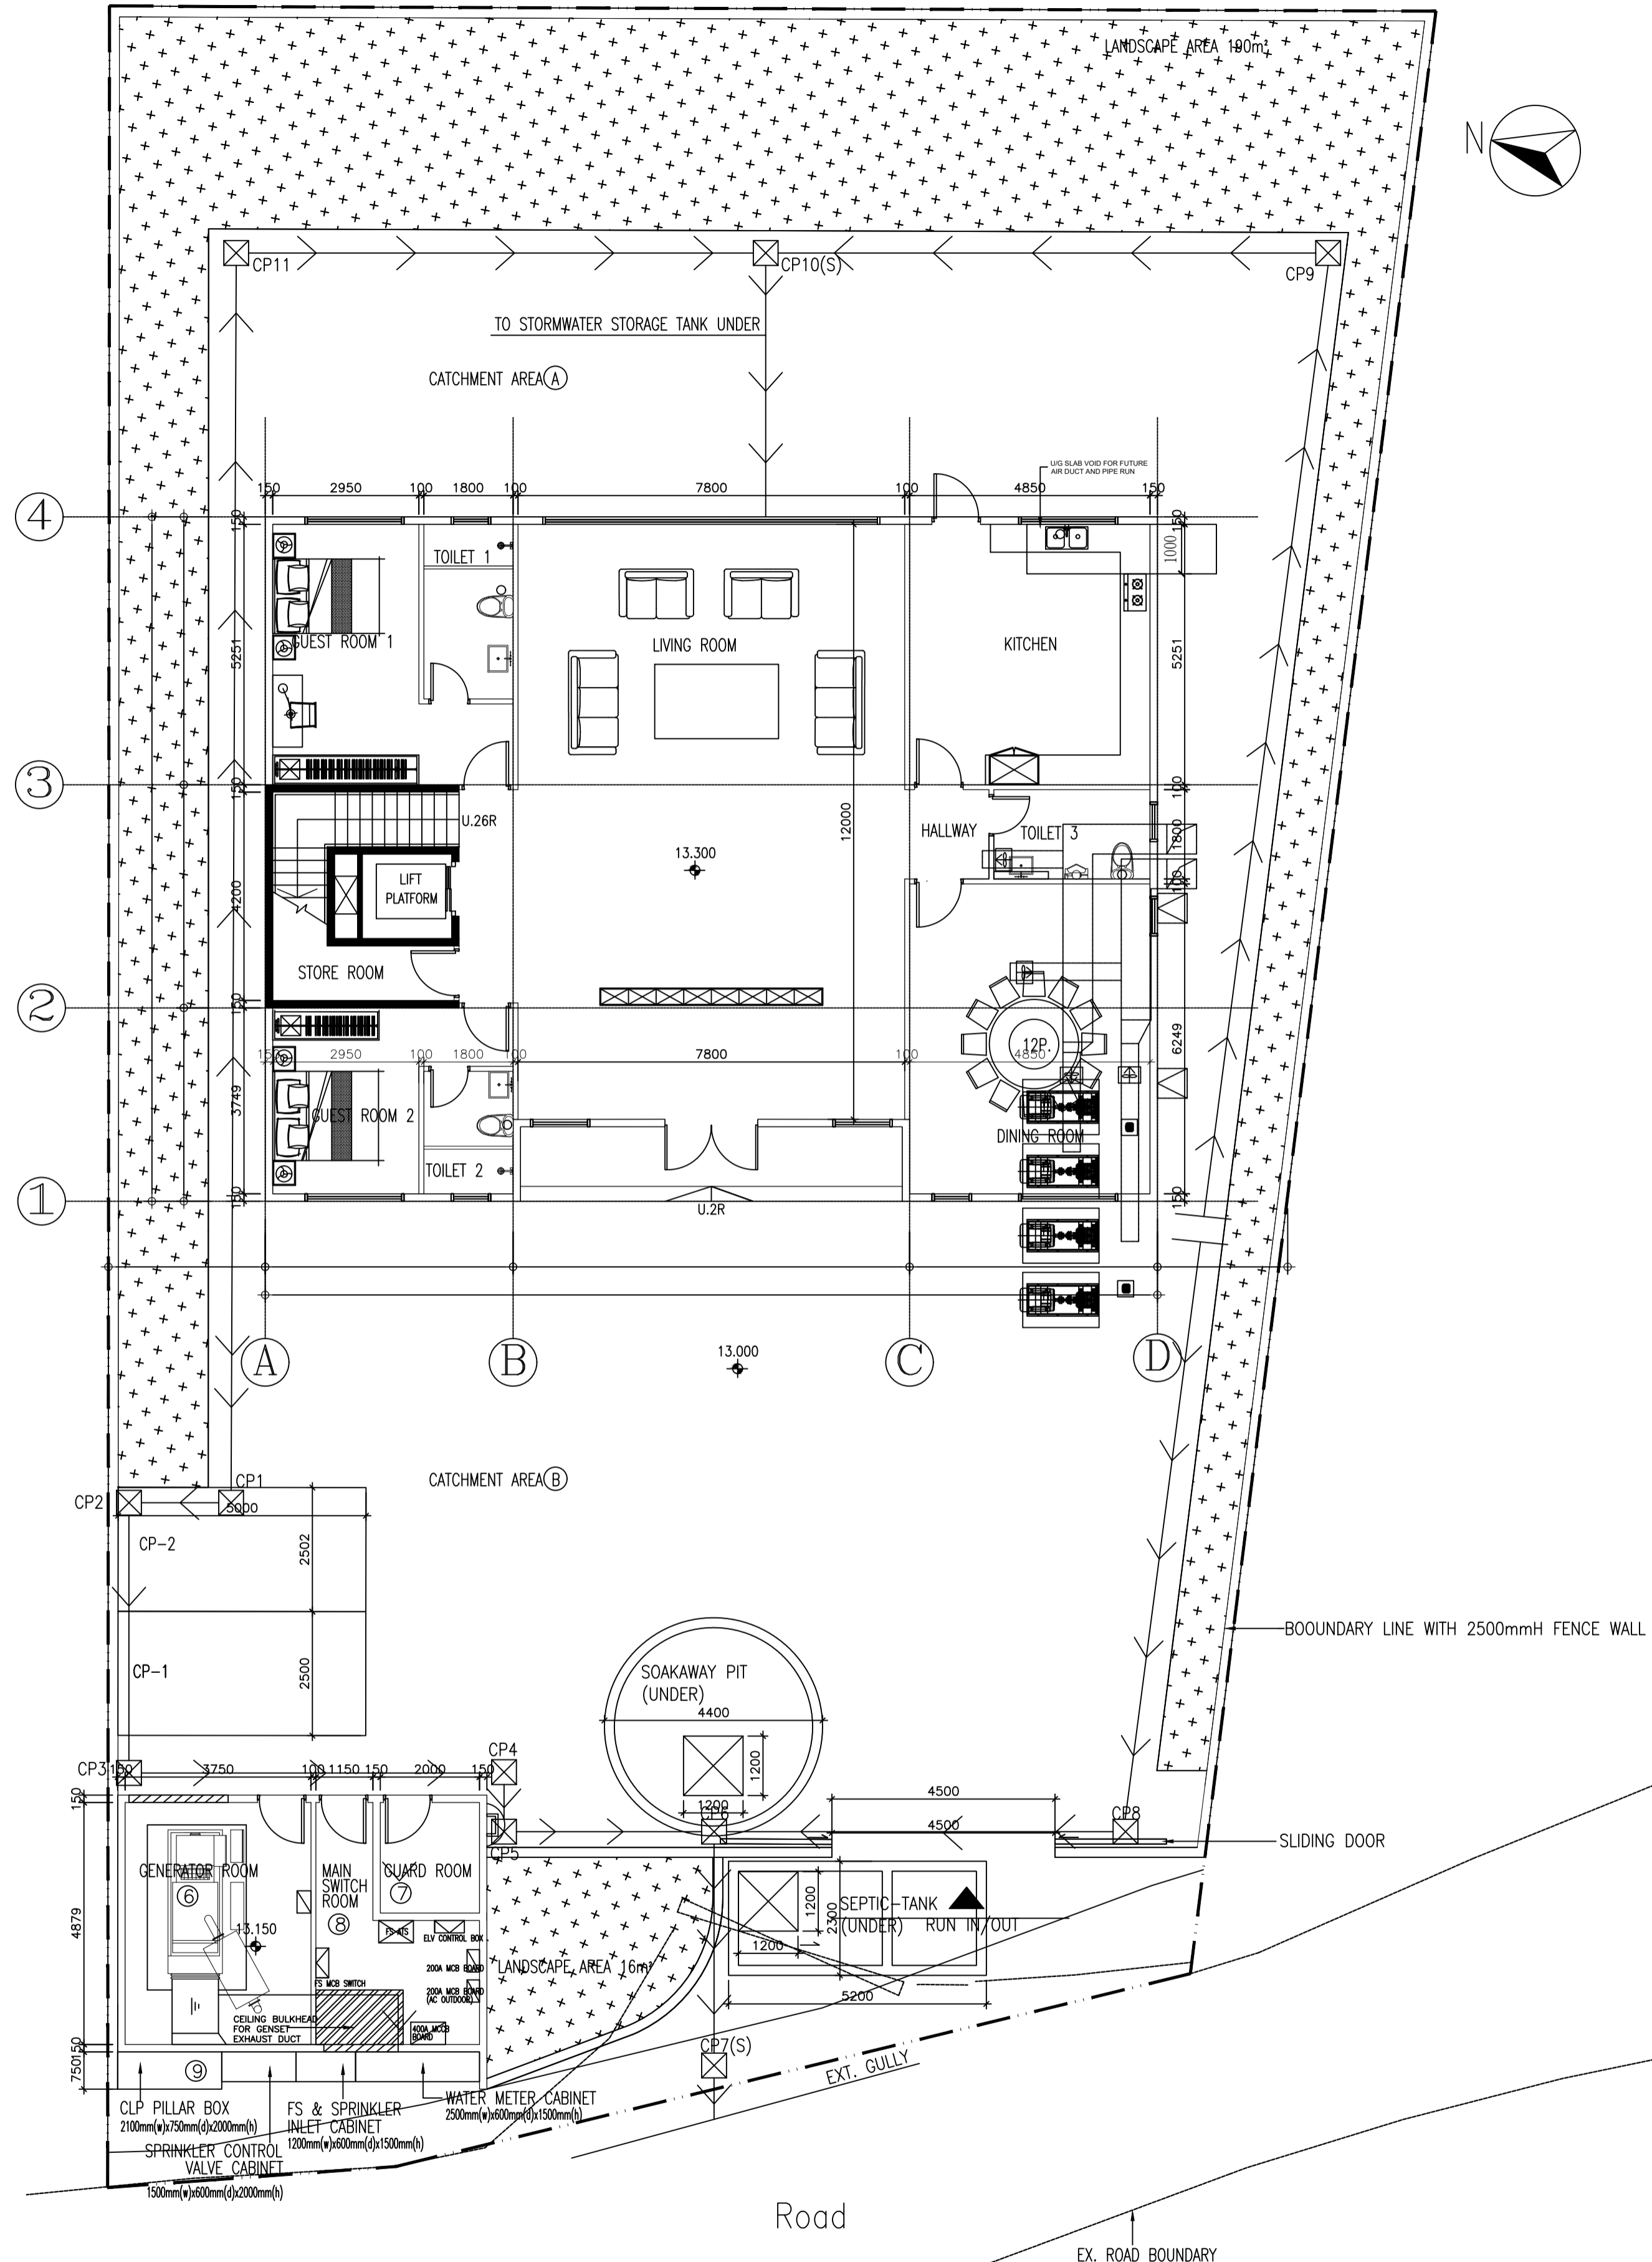 LANDSCAPE AREA 190m²
N
CP11
CP10(S)
CP9
TO STORMWATER STORAGE TANK UNDER
CATCHMENT AREA A
U/G SLAB VOID FOR FUTURE
AIR DUCT AND PIPE RUN
150 2950 100 1800 100 7800 100 4850 150
4
150
150
1000
TOILET 1
GUEST ROOM 1
LIVING ROOM
KITCHEN
5251
5251
3
150
100
U.26R
HALLWAY
TOILET 3
1800
12000
13.300
LIFT
PLATFORM
4200
100
STORE ROOM
2
150
150 2950 100 1800 100 7800 100 4850
12P.
6249
3749
GUEST ROOM 2
DINING ROOM
TOILET 2
1
150
150
U.2R
A
B
C
D
13.000
CATCHMENT AREA B
CP1
CP2
5000
CP-2
2502
BOOUNDARY LINE WITH 2500mmH FENCE WALL
CP-1
2500
SOAKAWAY PIT
(UNDER)
4400
1200
1200
CP3
150 3750 100 1150 150 2000 150
CP4
4500
4500
CP6
CP8
150
SLIDING DOOR
CP5
GENERATOR ROOM
6
MAIN
SWITCH
ROOM
8
GUARD ROOM
7
4879
13.150
FS ATS
ELV CONTROL BOX
1200
1200
2300
SEPTIC-TANK
(UNDER)
RUN IN/OUT
200A MCB BOARD
LANDSCAPE AREA 16m²
FS MCB SWITCH
200A MCB BOARD
(AC OUTDOOR)
5200
CEILING BULKHEAD
FOR GENSET
EXHAUST DUCT
400A MCCB
BOARD
150
750
9
CP7(S)
EXT. GULLY
CLP PILLAR BOX
2100mm(w)x750mm(d)x2000mm(h)
FS & SPRINKLER
INLET CABINET
1200mm(w)x600mm(d)x1500mm(h)
WATER METER CABINET
2500mm(w)x600mm(d)x1500mm(h)
SPRINKLER CONTROL
VALVE CABINET
1500mm(w)x600mm(d)x2000mm(h)
Road
EX. ROAD BOUNDARY